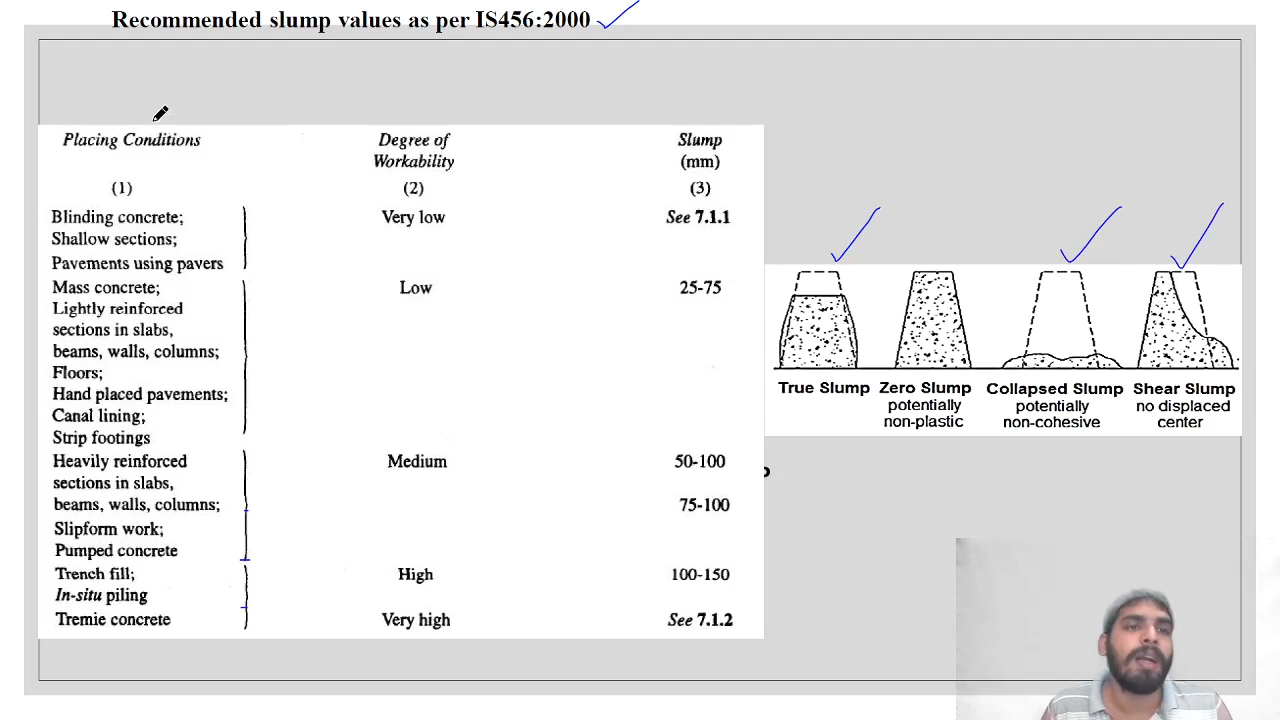 Recommended slump values as per IS456:2000
Placing Conditions Degree of Workability Slump (mm)
(1) (2) (3)
Blinding concrete; Very low See 7.1.1
Shallow sections;
Pavements using pavers
Mass concrete; Low 25-75
Lightly reinforced
sections in slabs,
beams, walls, columns;
Floors;
Hand placed pavements;
Canal lining;
Strip footings
Heavily reinforced Medium 50-100
sections in slabs,
beams, walls, columns; 75-100
Slipform work;
Pumped concrete
Trench fill; High 100-150
In-situ piling
Tremie concrete Very high See 7.1.2
True Slump Zero Slump Collapsed Slump Shear Slump
potentially potentially no displaced
non-plastic non-cohesive center